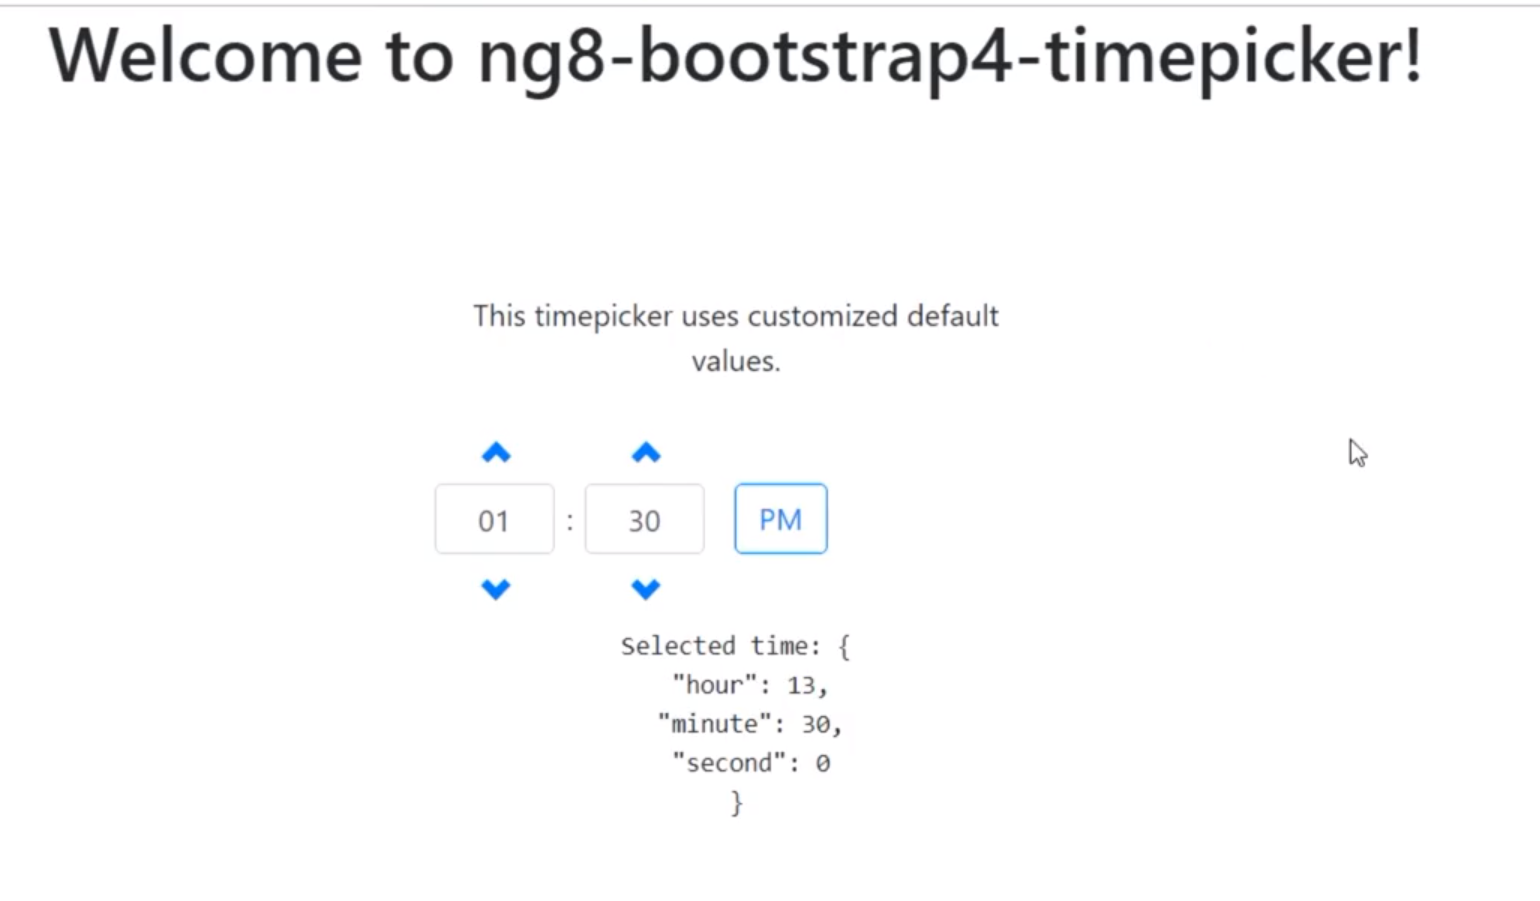 Welcome to ng8-bootstrap4-timepicker!
This timepicker uses customized default
values.
01 : 30 PM
Selected time: {
"hour": 13,
"minute": 30,
"second": 0
}